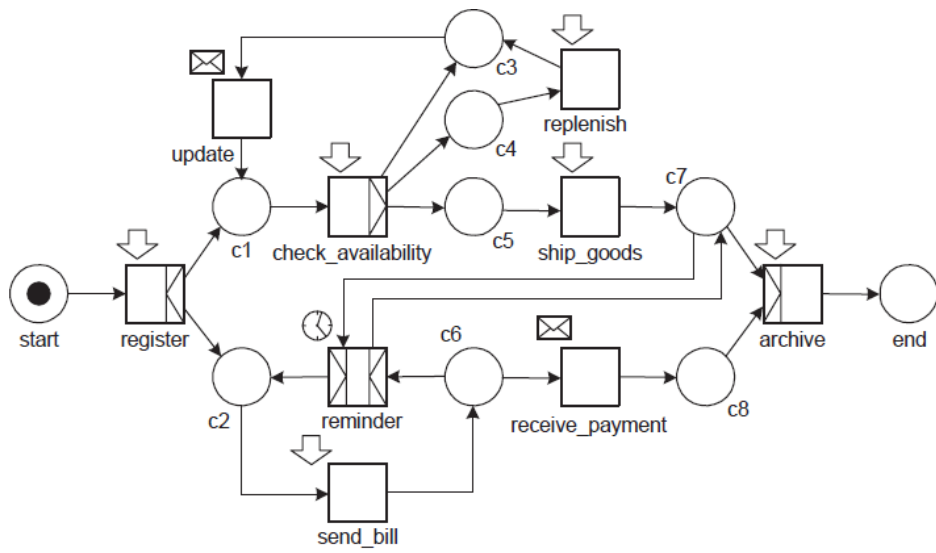 c3
replenish
c4
update
c7
c1
check_availability
c5
ship_goods
start
register
c6
archive
end
c2
reminder
receive_payment
c8
send_bill